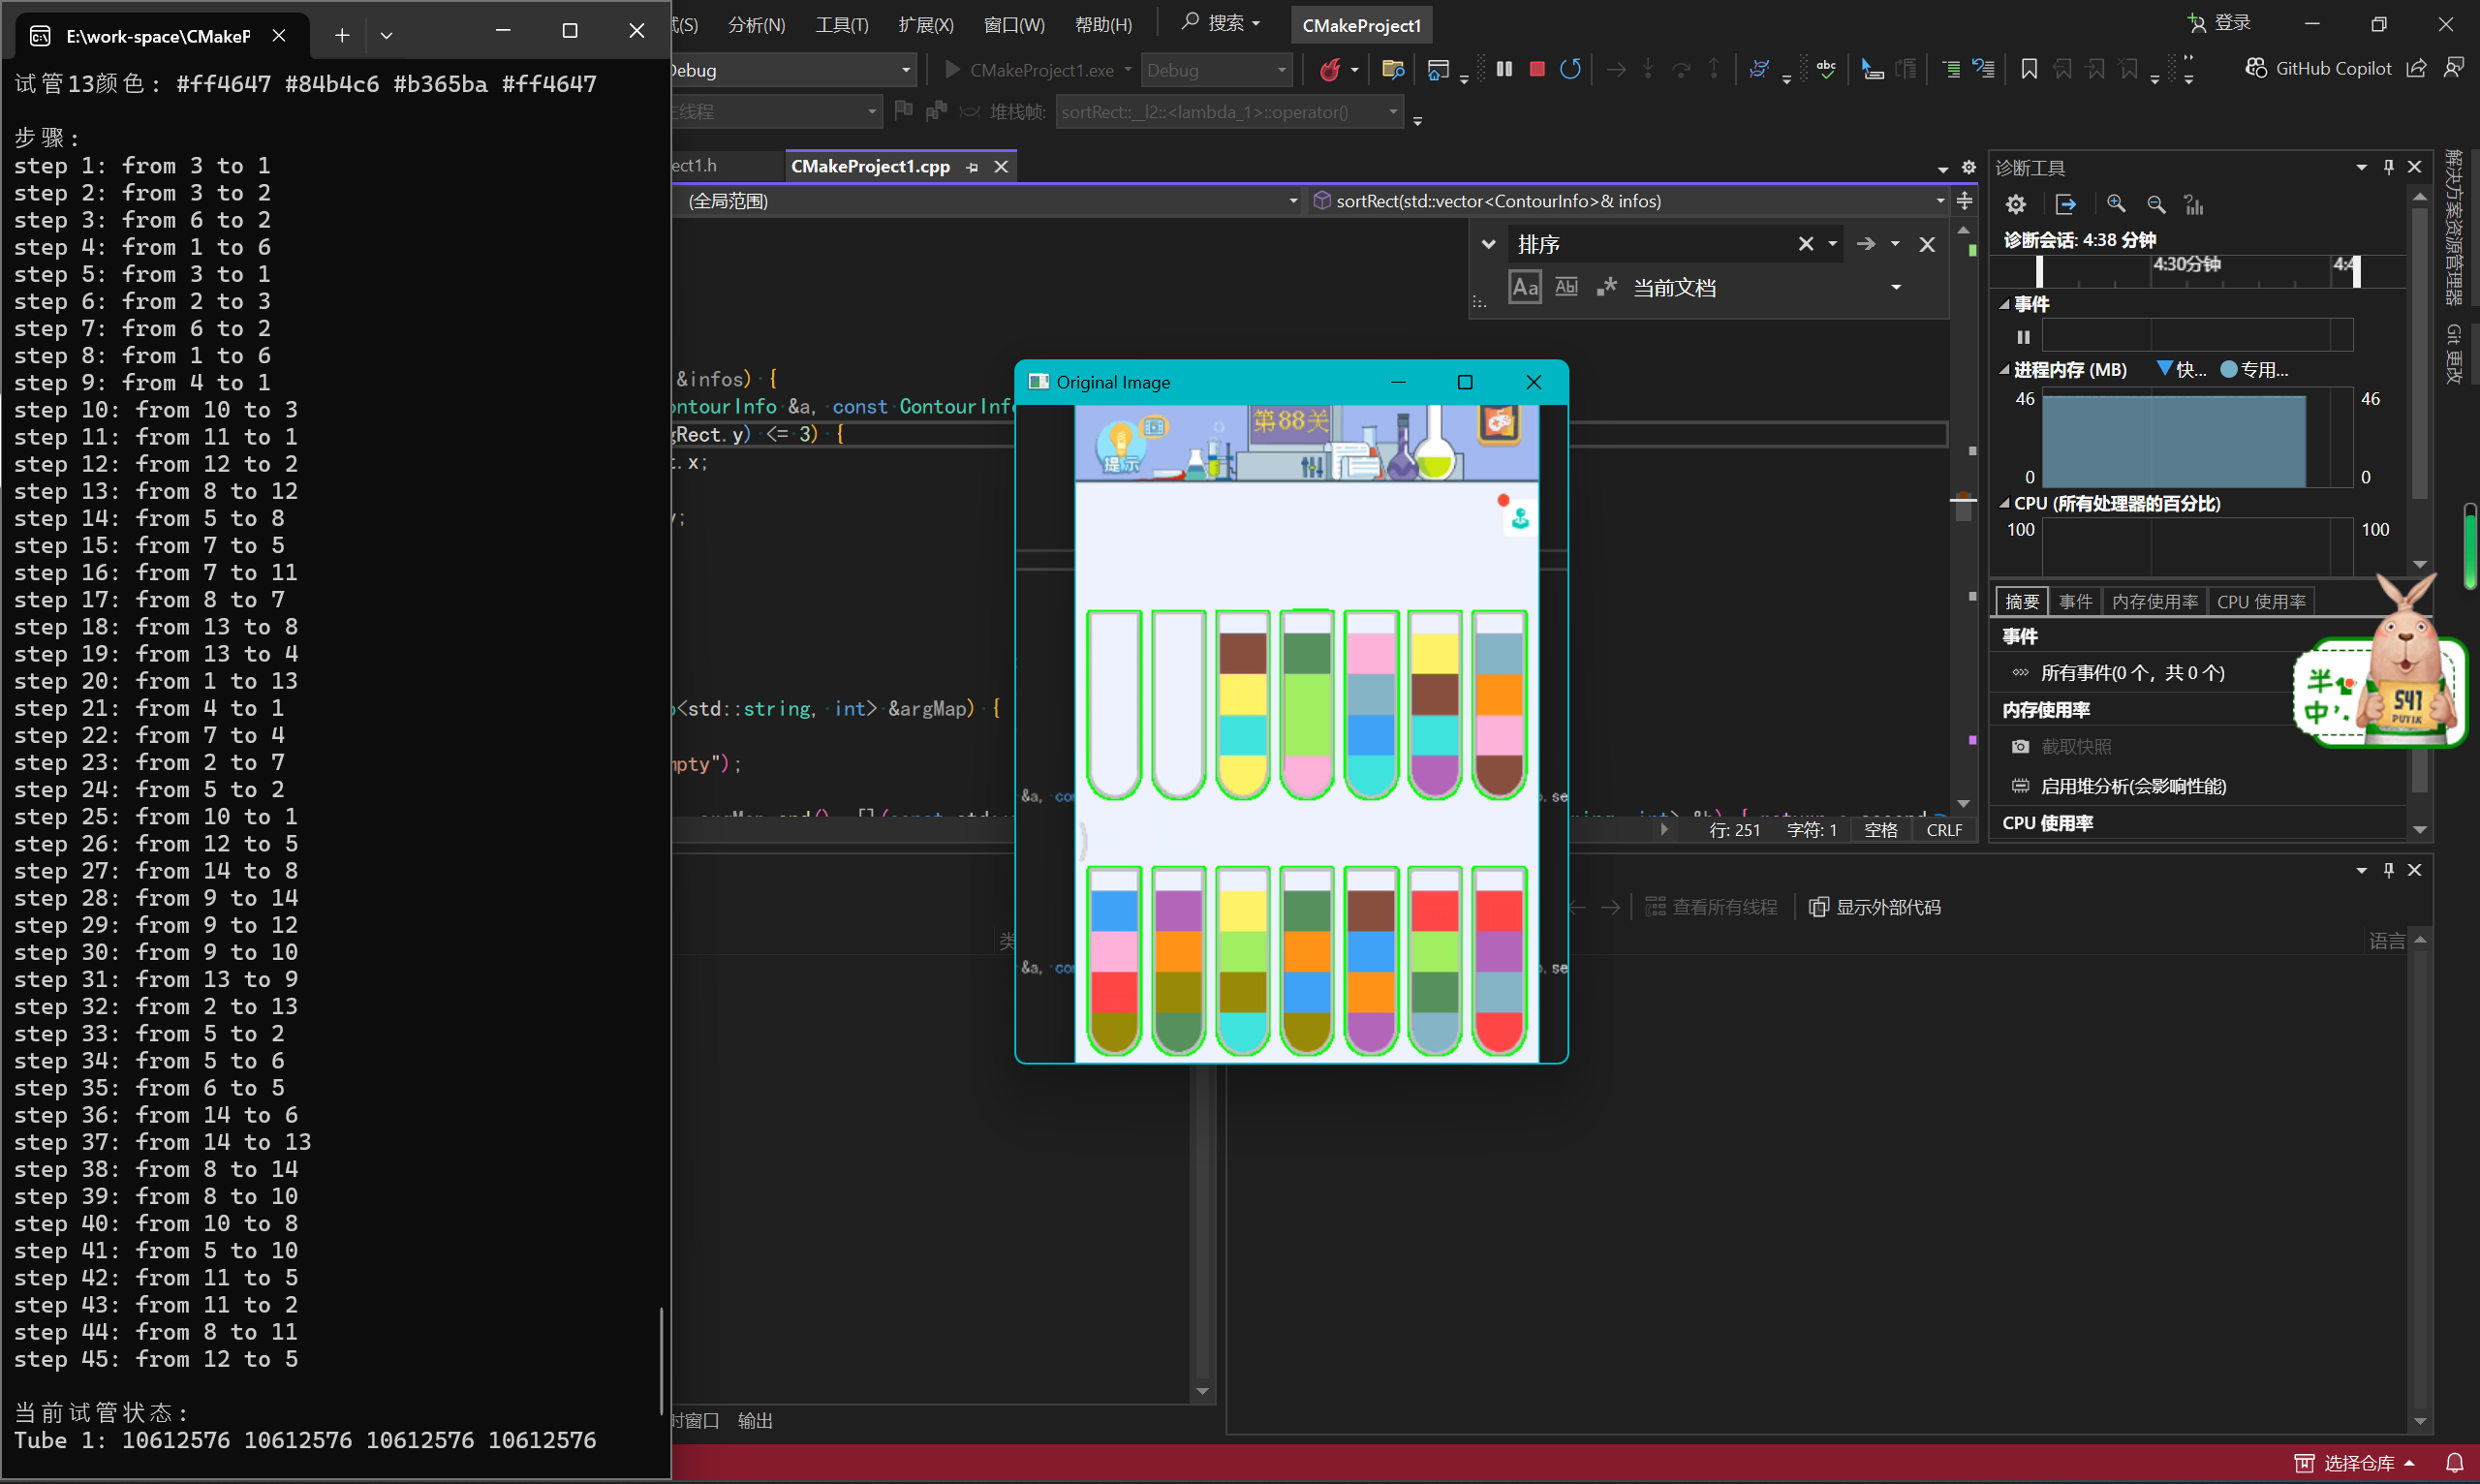 E:\work-space\CMakeP
试管13颜色: #ff4647 #84b4c6 #b365ba #ff4647
步骤:
step 1: from 3 to 1
step 2: from 3 to 2
step 3: from 6 to 2
step 4: from 1 to 6
step 5: from 3 to 1
step 6: from 2 to 3
step 7: from 6 to 2
step 8: from 1 to 6
step 9: from 4 to 1
step 10: from 10 to 3
step 11: from 11 to 1
step 12: from 12 to 2
step 13: from 8 to 12
step 14: from 5 to 8
step 15: from 7 to 5
step 16: from 7 to 11
step 17: from 8 to 7
step 18: from 13 to 8
step 19: from 13 to 4
step 20: from 1 to 13
step 21: from 4 to 1
step 22: from 7 to 4
step 23: from 2 to 7
step 24: from 5 to 2
step 25: from 10 to 1
step 26: from 12 to 5
step 27: from 14 to 8
step 28: from 9 to 14
step 29: from 9 to 12
step 30: from 9 to 10
step 31: from 13 to 9
step 32: from 2 to 13
step 33: from 5 to 2
step 34: from 5 to 6
step 35: from 6 to 5
step 36: from 14 to 6
step 37: from 14 to 13
step 38: from 8 to 14
step 39: from 8 to 10
step 40: from 10 to 8
step 41: from 5 to 10
step 42: from 11 to 5
step 43: from 11 to 2
step 44: from 8 to 11
step 45: from 12 to 5
当前试管状态:
Tube 1: 10612576 10612576 10612576 10612576
试(S) 分析(N) 工具(T) 扩展(X) 窗口(W) 帮助(H) 搜索 CMakeProject1 登录
Debug CMakeProject1.exe Debug GitHub Copilot
主线程 堆栈帧: sortRect::__l2::<lambda_1>::operator()
ect1.h CMakeProject1.cpp
(全局范围) sortRect(std::vector<ContourInfo>& infos)
排序
Aa Abl .* 当前文档
&infos) {
ontourInfo &a, const ContourInf
gRect.y) <= 3) {
t.x;
y;
o<std::string, int> &argMap) {
mpty");
行: 251 字符: 1 空格 CRLF
Original Image
第88关
提示
&a, con
&a, con
诊断工具
诊断会话: 4:38 分钟
4:30分钟 4:4
事件
进程内存 (MB) 快... 专用...
46 46
0 0
CPU (所有处理器的百分比)
100 100
摘要 事件 内存使用率 CPU 使用率
事件
所有事件(0 个，共 0 个)
内存使用率
截取快照
启用堆分析(会影响性能)
CPU 使用率
解决方案资源管理器
Git 更改
半
中
541
PUTIK
查看所有线程 显示外部代码
类
语言
时窗口 输出
选择仓库